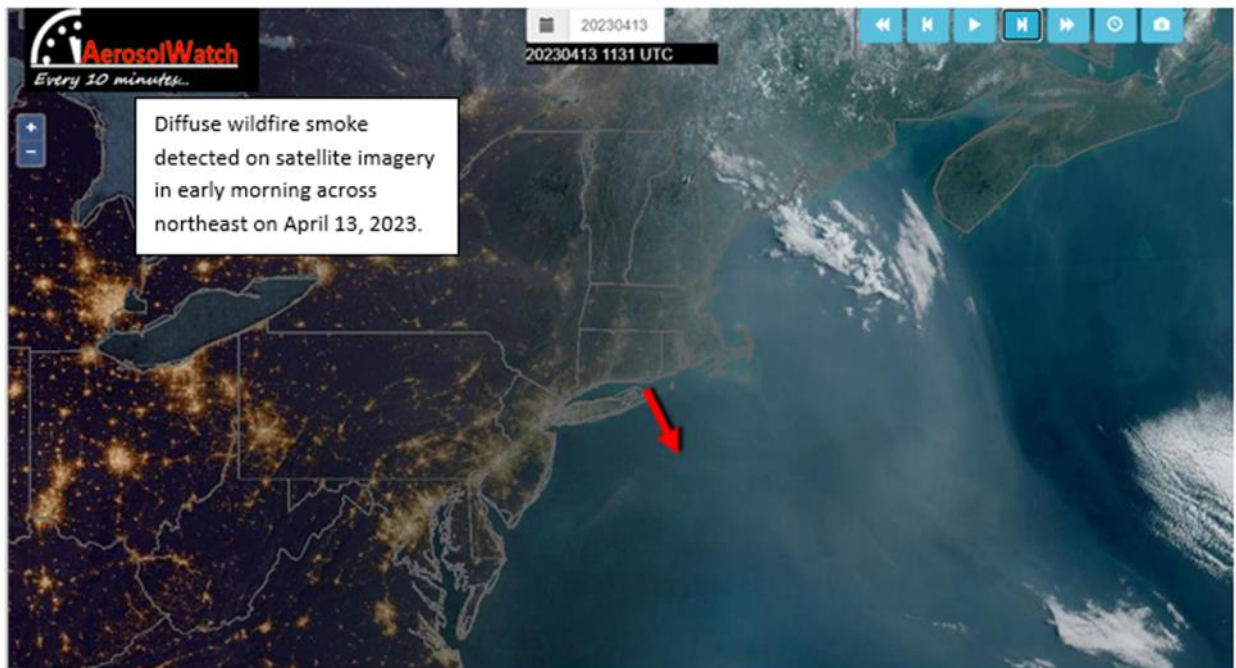 AerosolWatch
Every 10 minutes...
20230413
20230413 1131 UTC
+
−
Diffuse wildfire smoke
detected on satellite imagery
in early morning across
northeast on April 13, 2023.